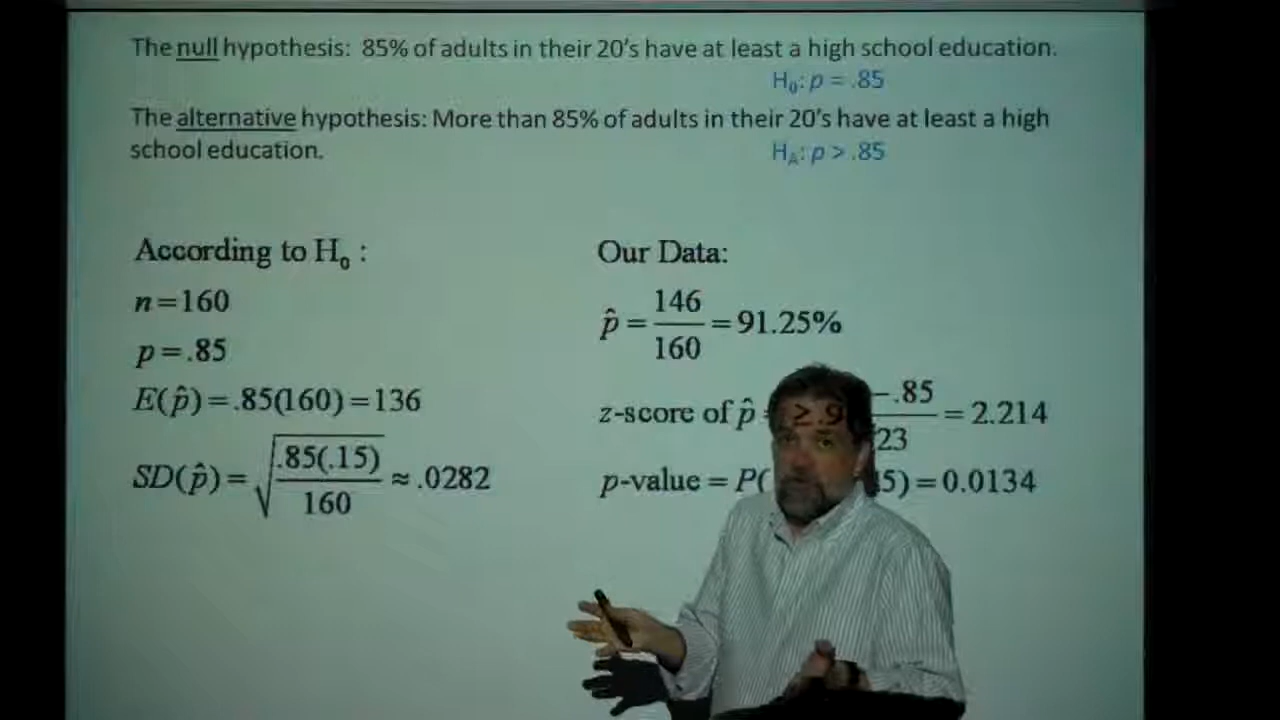 The null hypothesis: 85% of adults in their 20's have at least a high school education.
H₀: p = .85
The alternative hypothesis: More than 85% of adults in their 20's have at least a high
school education.
H_A: p > .85
According to H₀ :
n=160
p=.85
E(p̂)=.85(160)=136
SD(p̂)=√(.85(.15)/160) ≈ .0282
Our Data:
p̂ = 146/160 = 91.25%
z-score of p̂ −.85 = 2.214
23
p-value = P( ≥.9 5) = 0.0134